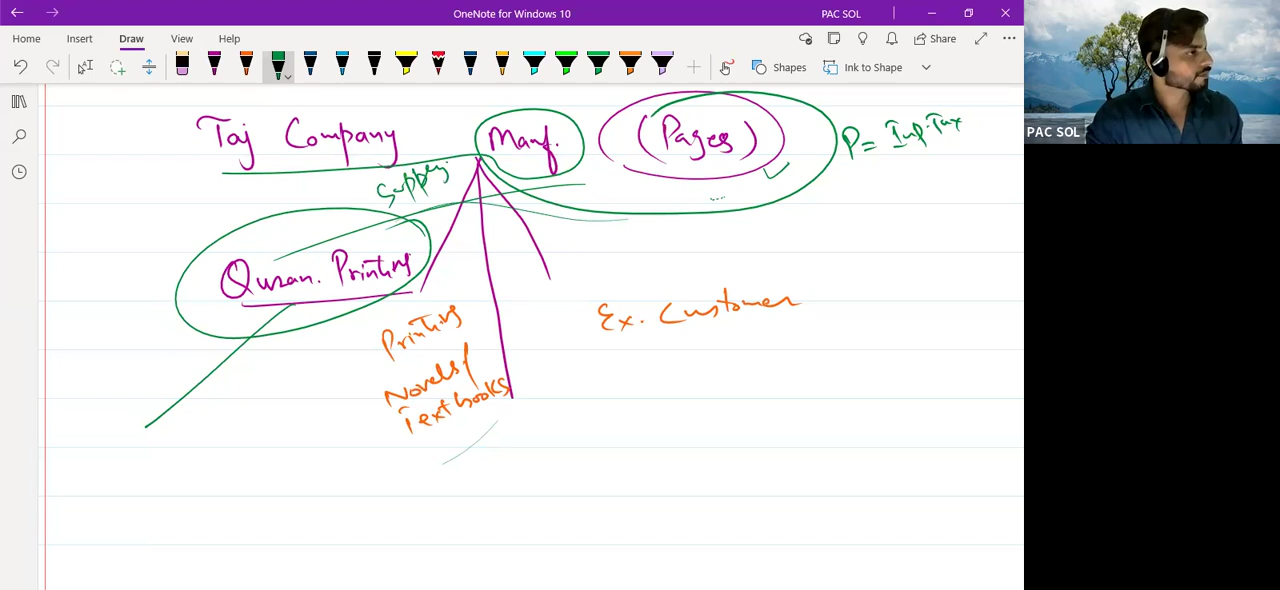 OneNote for Windows 10
PAC SOL
Home Insert Draw View Help
Share
Shapes
Ink to Shape
PAC SOL
Taj Company Manf. (Pages) P= Inp. Tax
Supply
Quran. Printing
Ex. Customer
Printing
Novels/
Textbooks